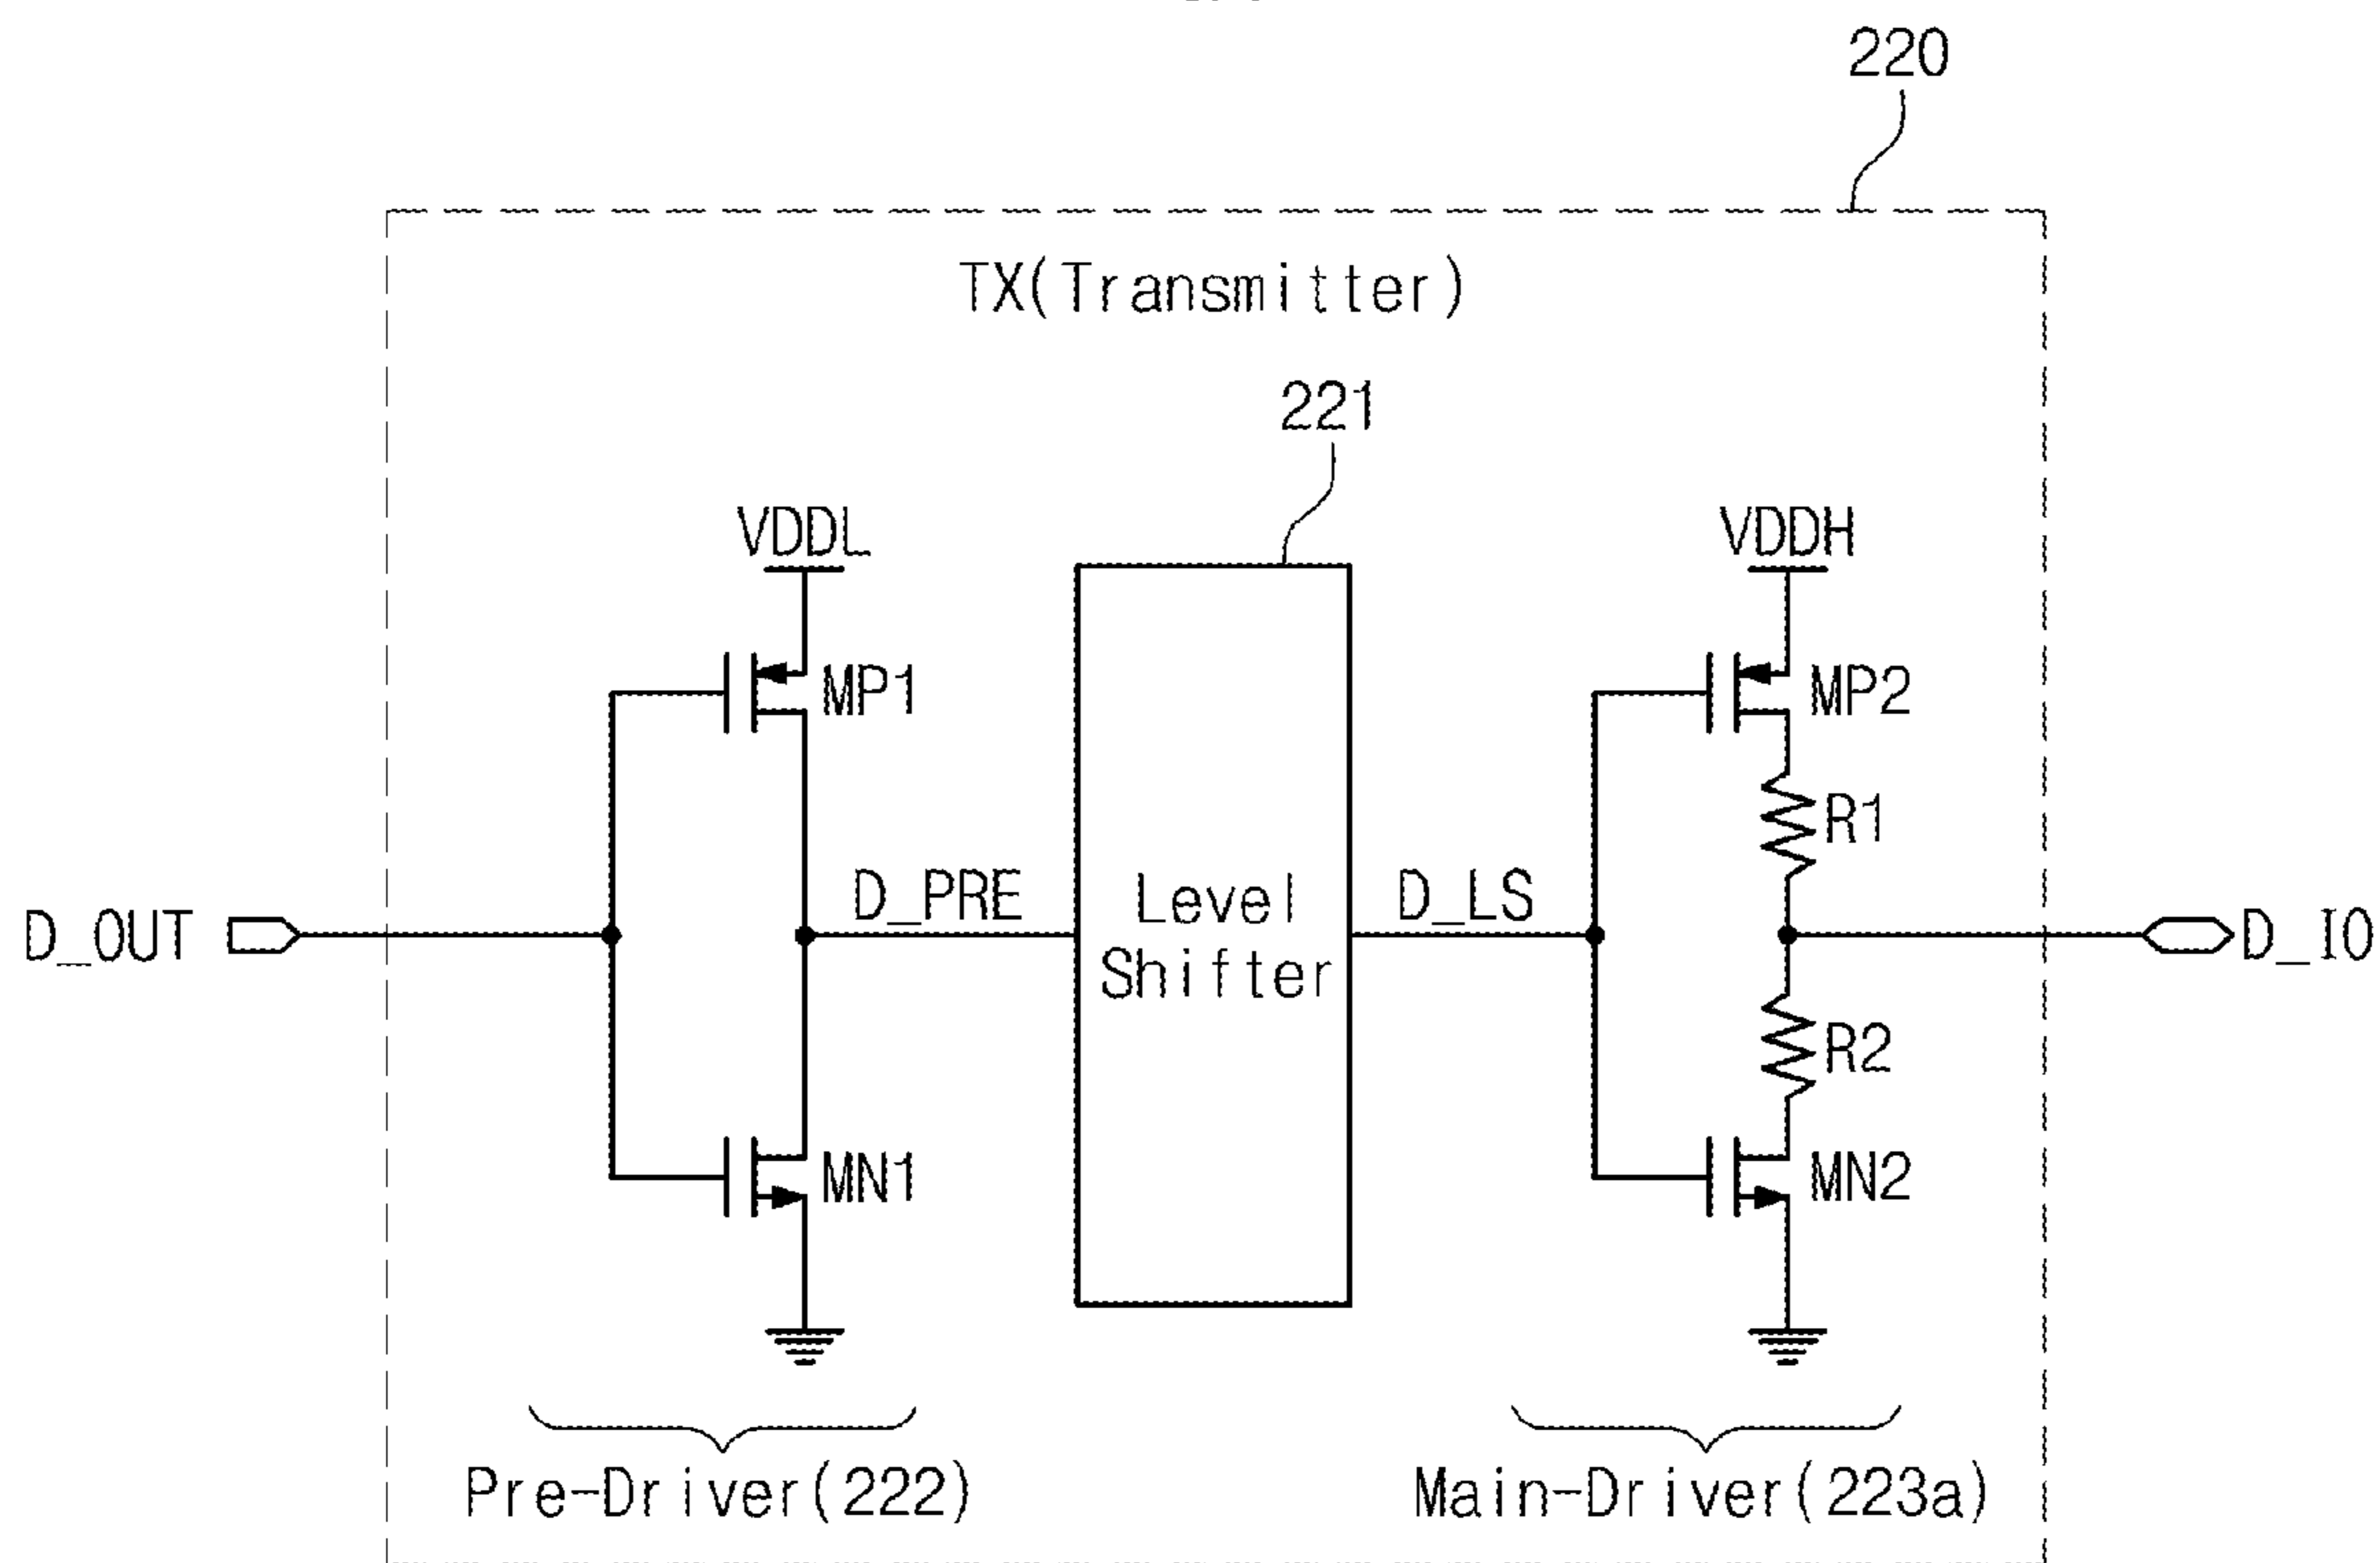 220
TX(Transmitter)
221
VDDL
VDDH
MP1
MP2
R1
D_OUT
D_PRE
Level
Shifter
D_LS
D_IO
R2
MN1
MN2
Pre-Driver(222)
Main-Driver(223a)